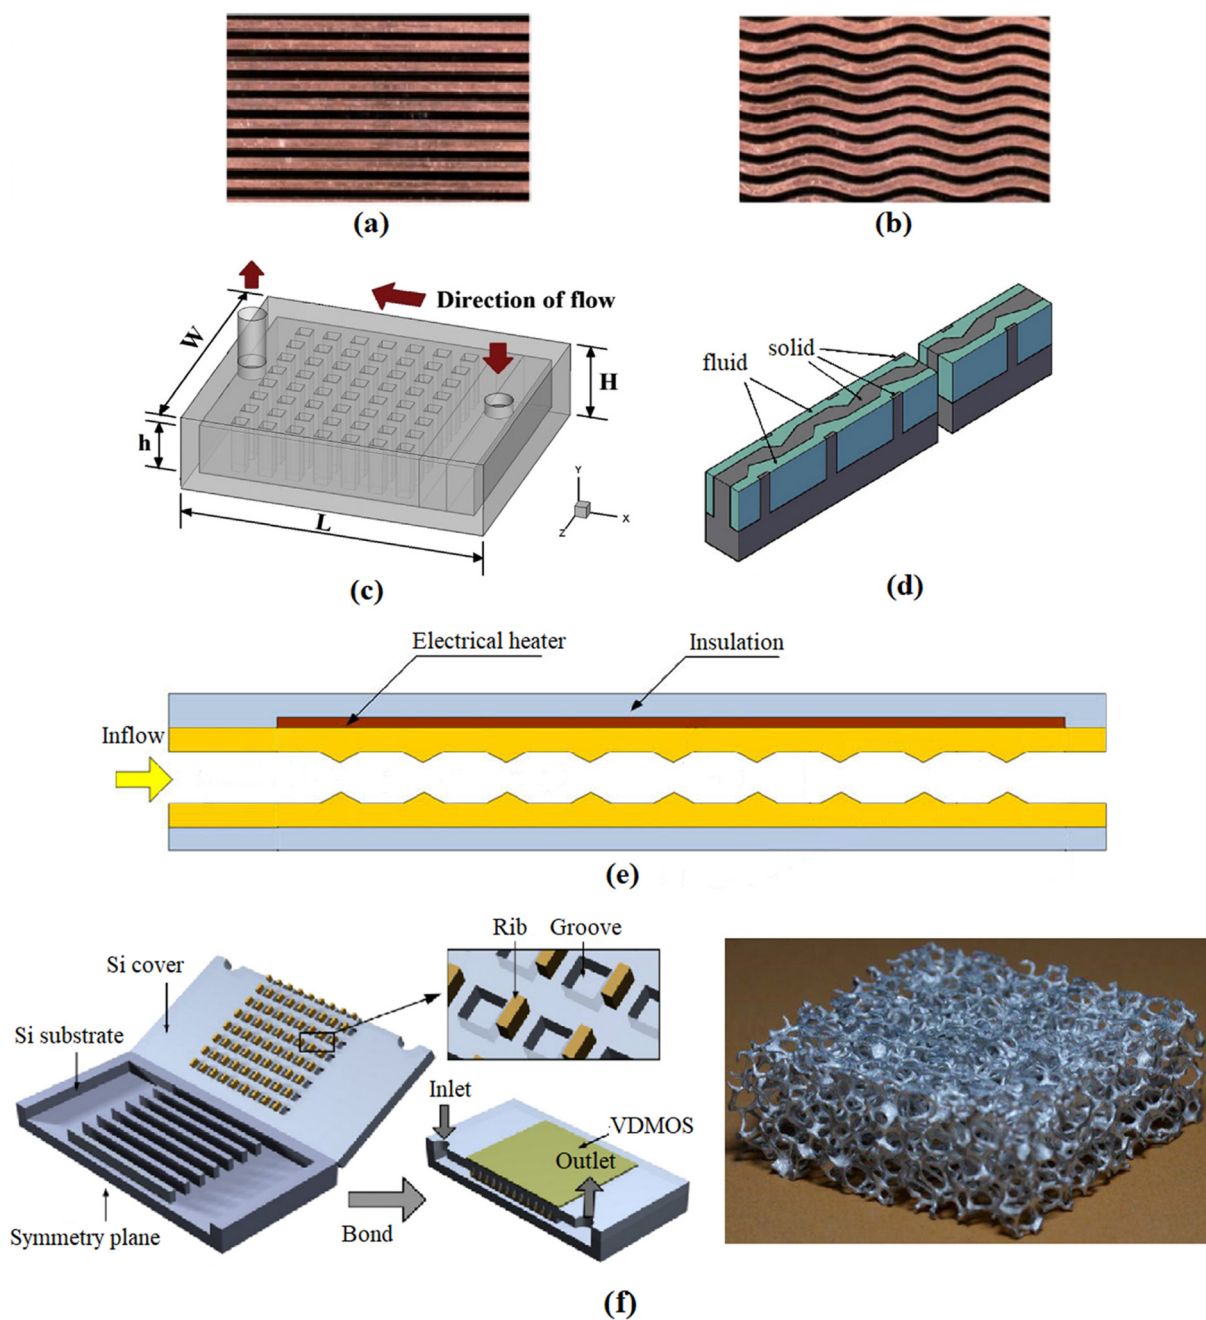 (a)
(b)
Direction of flow
W
H
h
L
Y
X
Z
(c)
solid
fluid
(d)
Electrical heater
Insulation
Inflow
(e)
Rib
Groove
Si cover
Si substrate
Inlet
VDMOS
Outlet
Symmetry plane
Bond
(f)